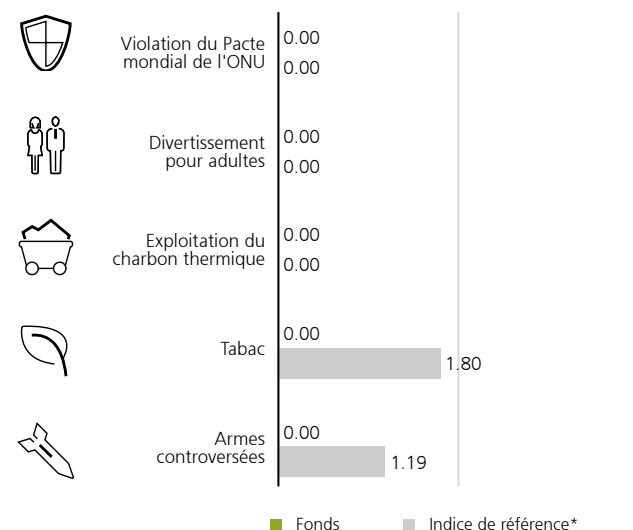 Violation du Pacte
mondial de l'ONU
0.00
0.00
Divertissement
pour adultes
0.00
0.00
Exploitation du
charbon thermique
0.00
0.00
Tabac
0.00
1.80
Armes
controversées
0.00
1.19
Fonds
Indice de référence*